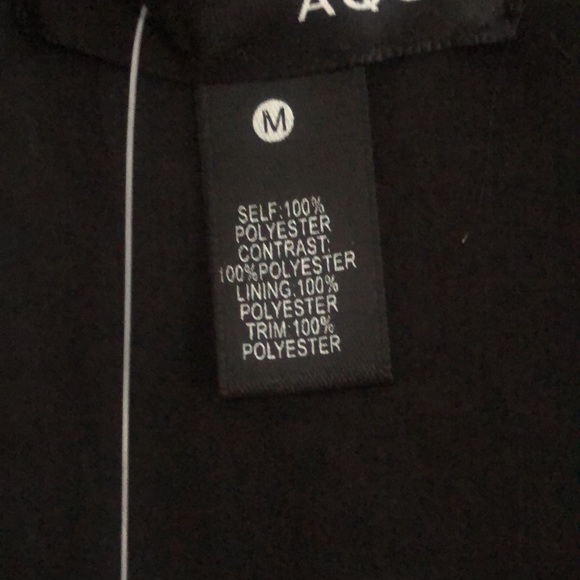 M
SELF:100%
POLYESTER
CONTRAST:
100%POLYESTER
LINING:100%
POLYESTER
TRIM:100%
POLYESTER